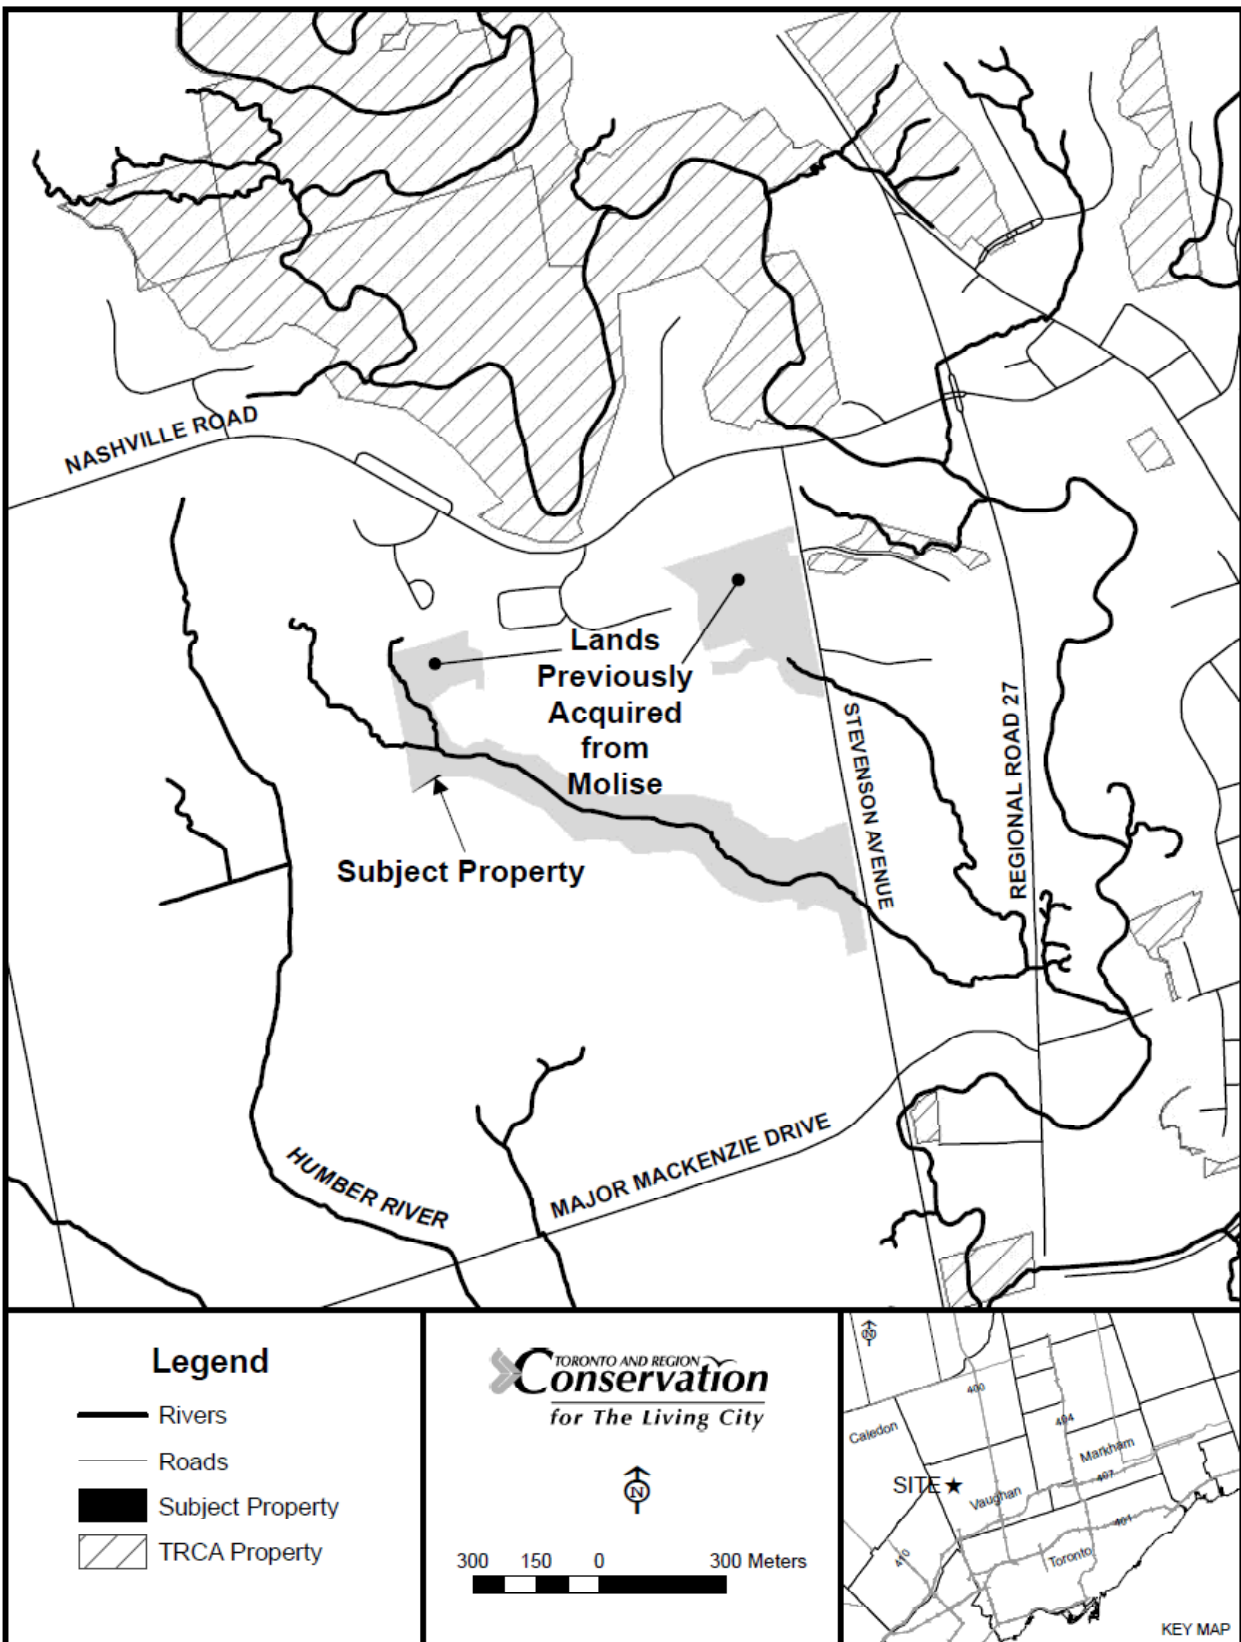 NASHVILLE ROAD
Lands
Previously
Acquired
from
Molise
STEVENSON AVENUE
REGIONAL ROAD 27
Subject Property
MAJOR MACKENZIE DRIVE
HUMBER RIVER
Legend
Rivers
Roads
Subject Property
TRCA Property
TORONTO AND REGION
Conservation
for The Living City
N
300 150 0 300 Meters
N
400
404
Caledon
Markham
407
SITE
Vaughan
401
410
Toronto
KEY MAP